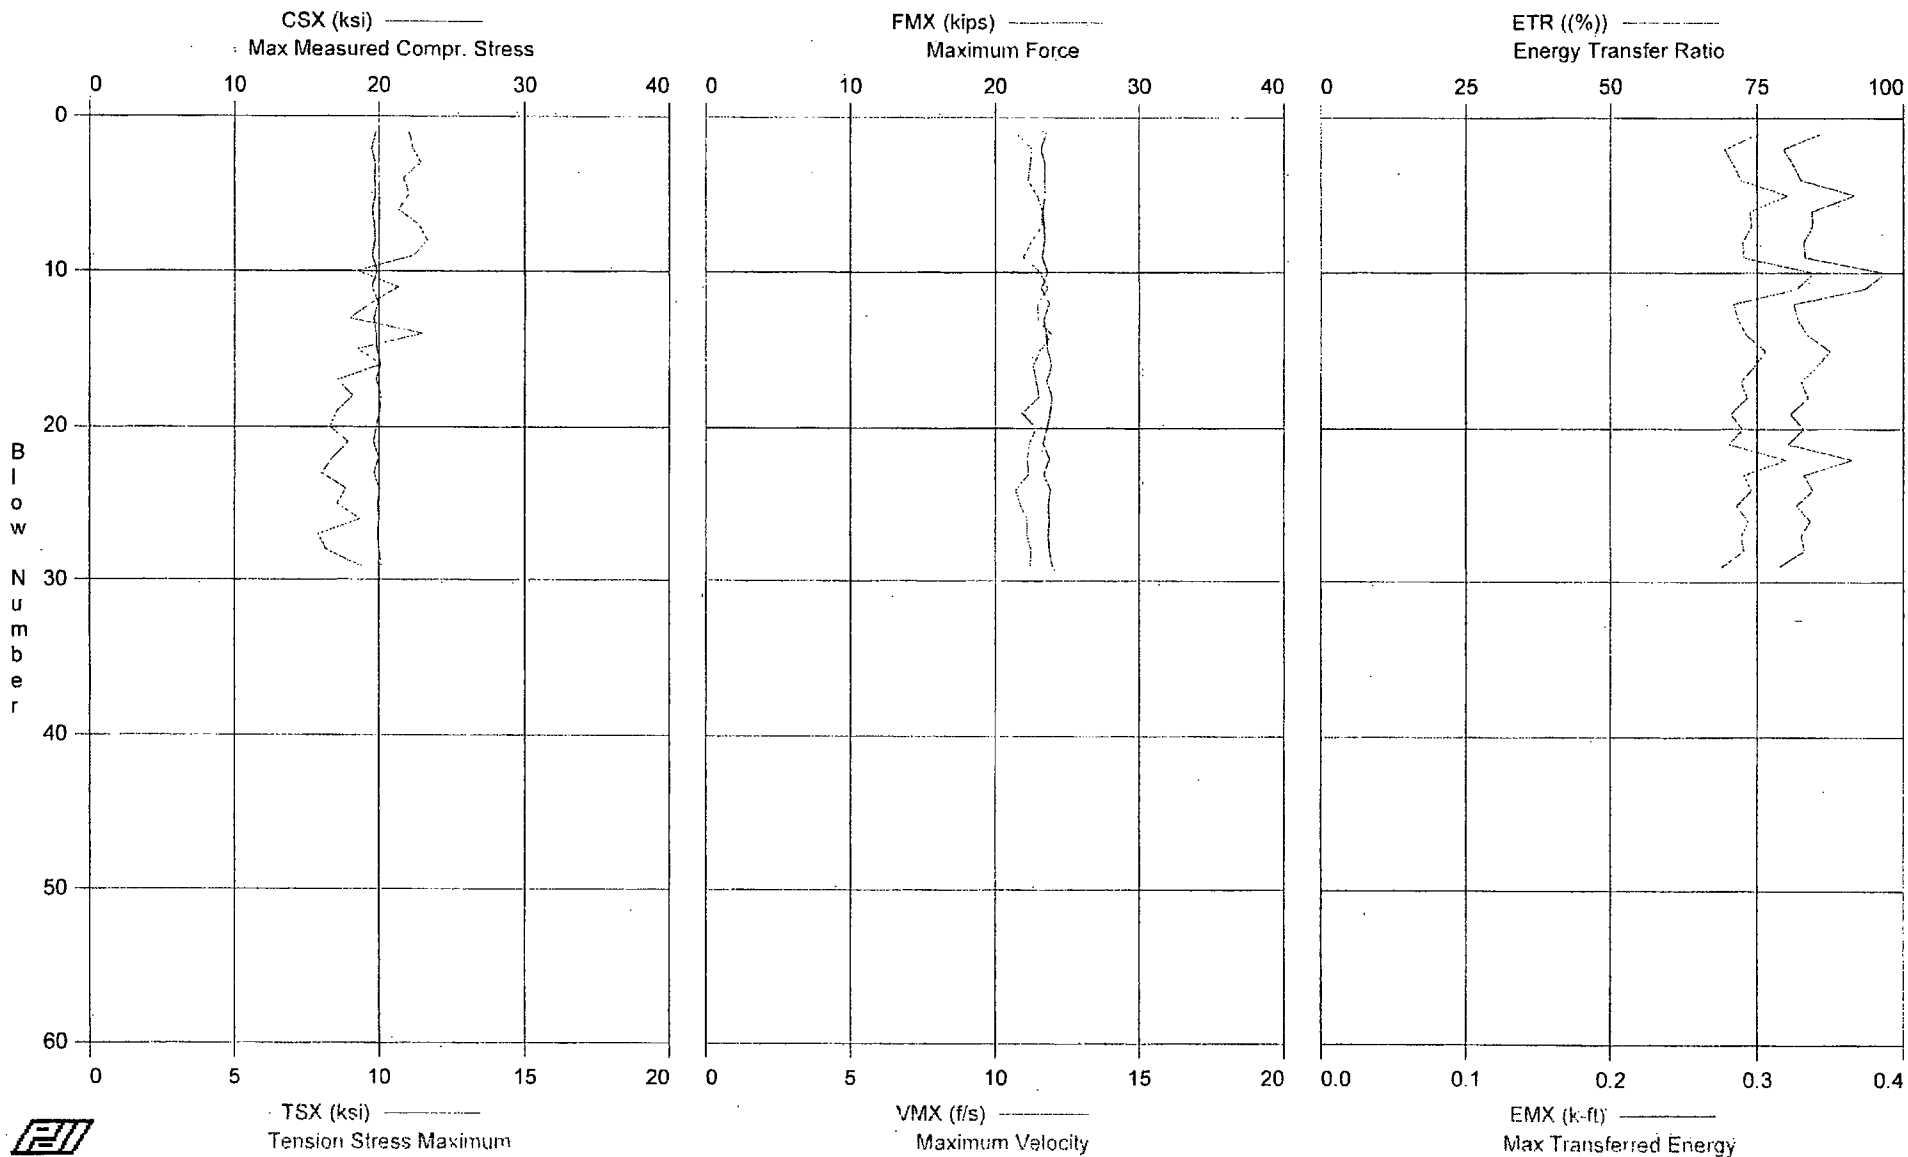 CSX (ksi)
Max Measured Compr. Stress
FMX (kips)
Maximum Force
ETR ((%))
Energy Transfer Ratio
0 10 20 30 40
0 10 20 30 40
0 25 50 75 100
0
10
20
30
40
50
60
Blow Number
0 5 10 15 20
0 5 10 15 20
0.0 0.1 0.2 0.3 0.4
TSX (ksi)
Tension Stress Maximum
VMX (f/s)
Maximum Velocity
EMX (k-ft)
Max Transferred Energy